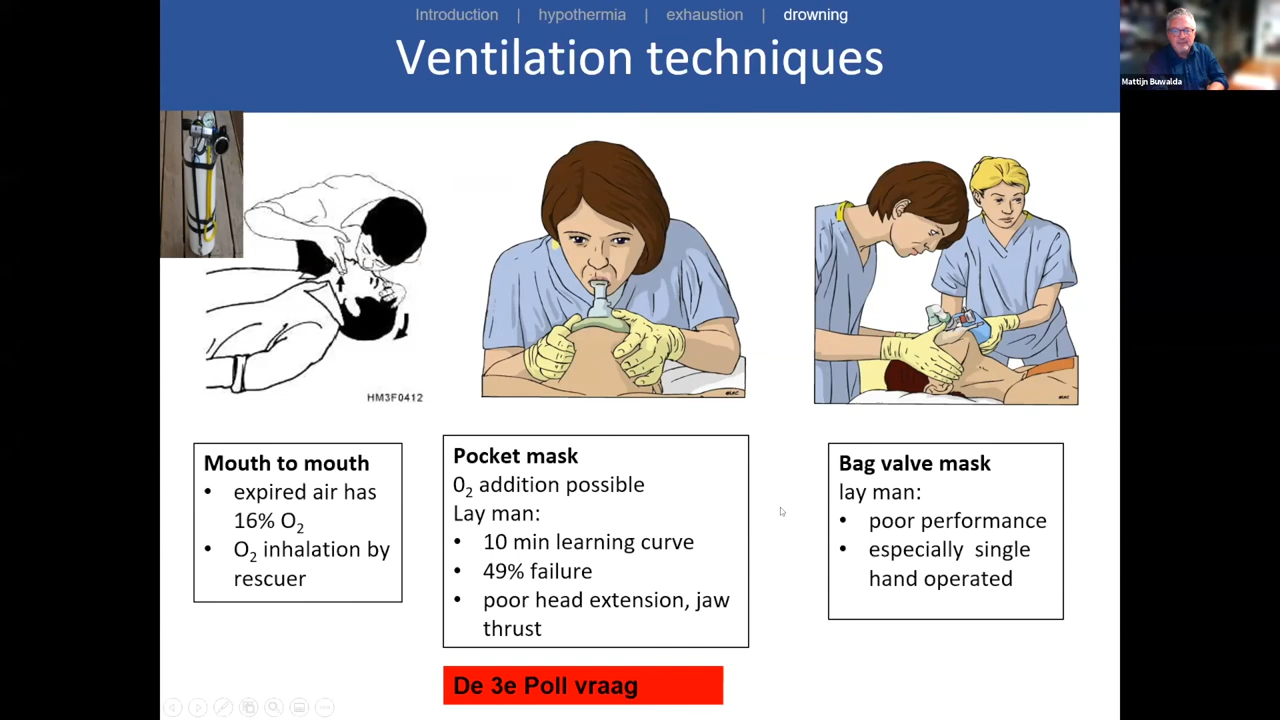 Introduction | hypothermia | exhaustion | drowning
Ventilation techniques
Mattijn Buwalda
HM3F0412
Mouth to mouth
• expired air has
16% O₂
• O₂ inhalation by
rescuer
Pocket mask
0₂ addition possible
Lay man:
• 10 min learning curve
• 49% failure
• poor head extension, jaw
thrust
Bag valve mask
lay man:
• poor performance
• especially single
hand operated
De 3e Poll vraag